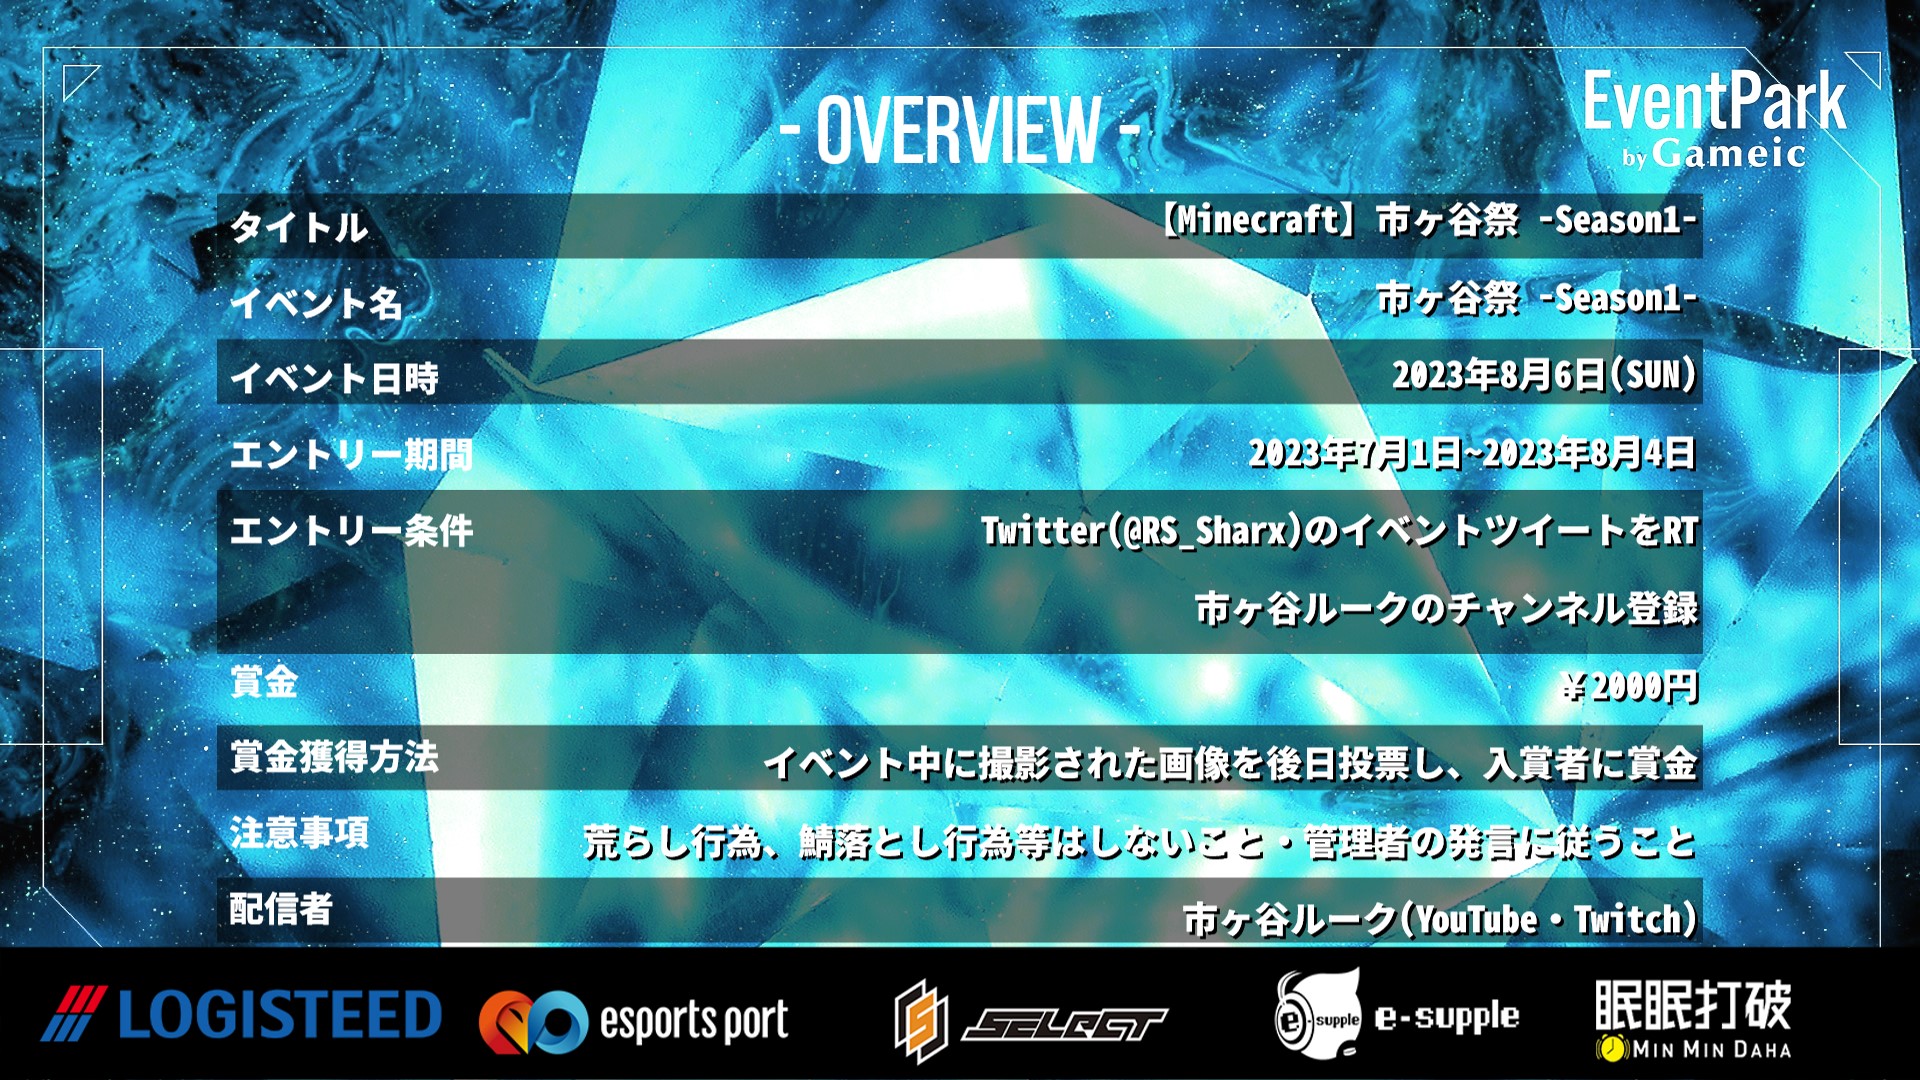 - OVERVIEW -
EventPark
by Gameic
タイトル 【Minecraft】市ヶ谷祭 -Season1-
イベント名 市ヶ谷祭 -Season1-
イベント日時 2023年8月6日(SUN)
エントリー期間 2023年7月1日~2023年8月4日
エントリー条件 Twitter(@RS_Sharx)のイベントツイートをRT
市ヶ谷ルークのチャンネル登録
賞金 ￥2000円
賞金獲得方法 イベント中に撮影された画像を後日投票し、入賞者に賞金
注意事項 荒らし行為、鯖落とし行為等はしないこと・管理者の発言に従うこと
配信者 市ヶ谷ルーク(YouTube・Twitch)
LOGISTEED esports port SELECT e-supple e-supple 眠眠打破
MIN MIN DAHA